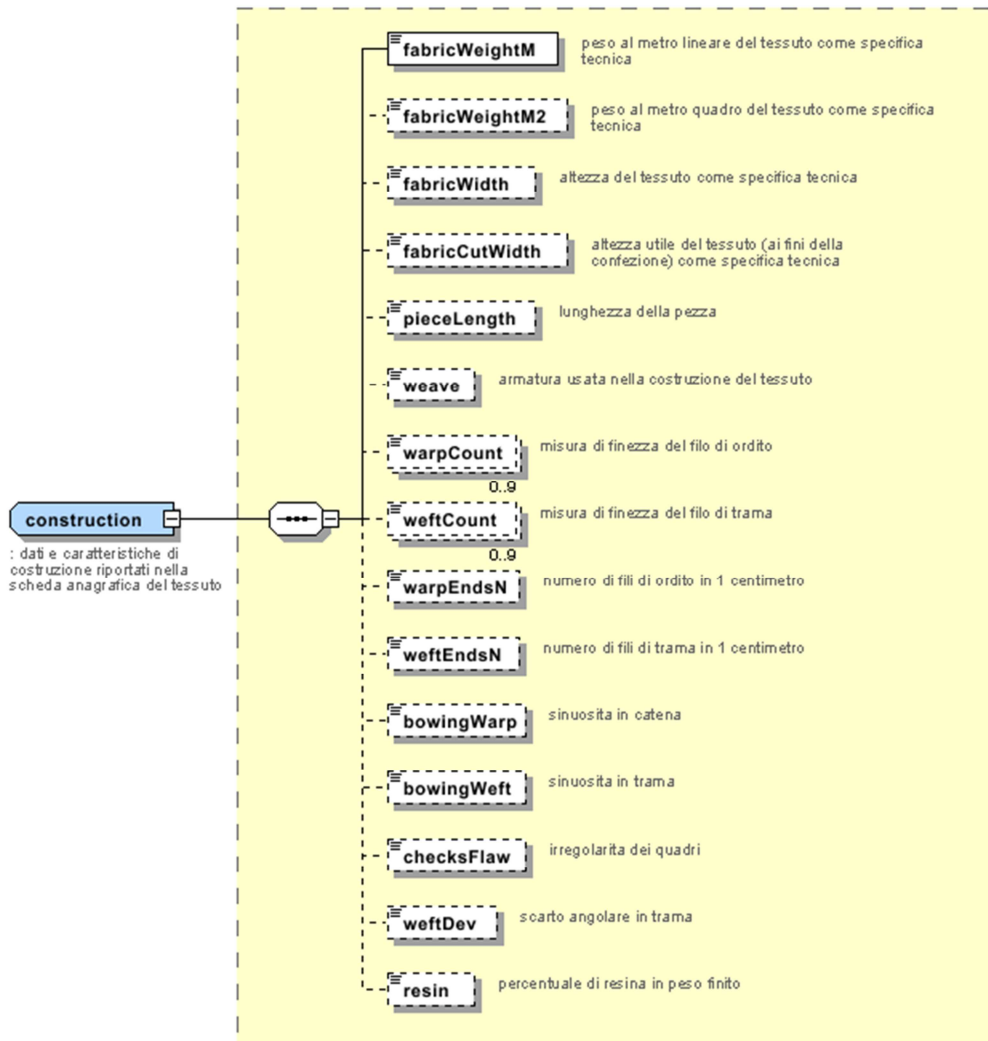 fabricWeightM
peso al metro lineare del tessuto come specifica
tecnica
fabricWeightM2
peso al metro quadro del tessuto come specifica
tecnica
fabricWidth
altezza del tessuto come specifica tecnica
fabricCutWidth
altezza utile del tessuto (ai fini della
confezione) come specifica tecnica
pieceLength
lunghezza della pezza
weave
armatura usata nella costruzione del tessuto
warpCount
misura di finezza del filo di ordito
0..9
construction
: dati e caratteristiche di
costruzione riportati nella
scheda anagrafica del tessuto
weftCount
misura di finezza del filo di trama
0..9
warpEndsN
numero di fili di ordito in 1 centimetro
weftEndsN
numero di fili di trama in 1 centimetro
bowingWarp
sinuosita in catena
bowingWeft
sinuosita in trama
checksFlaw
irregolarita dei quadri
weftDev
scarto angolare in trama
resin
percentuale di resina in peso finito